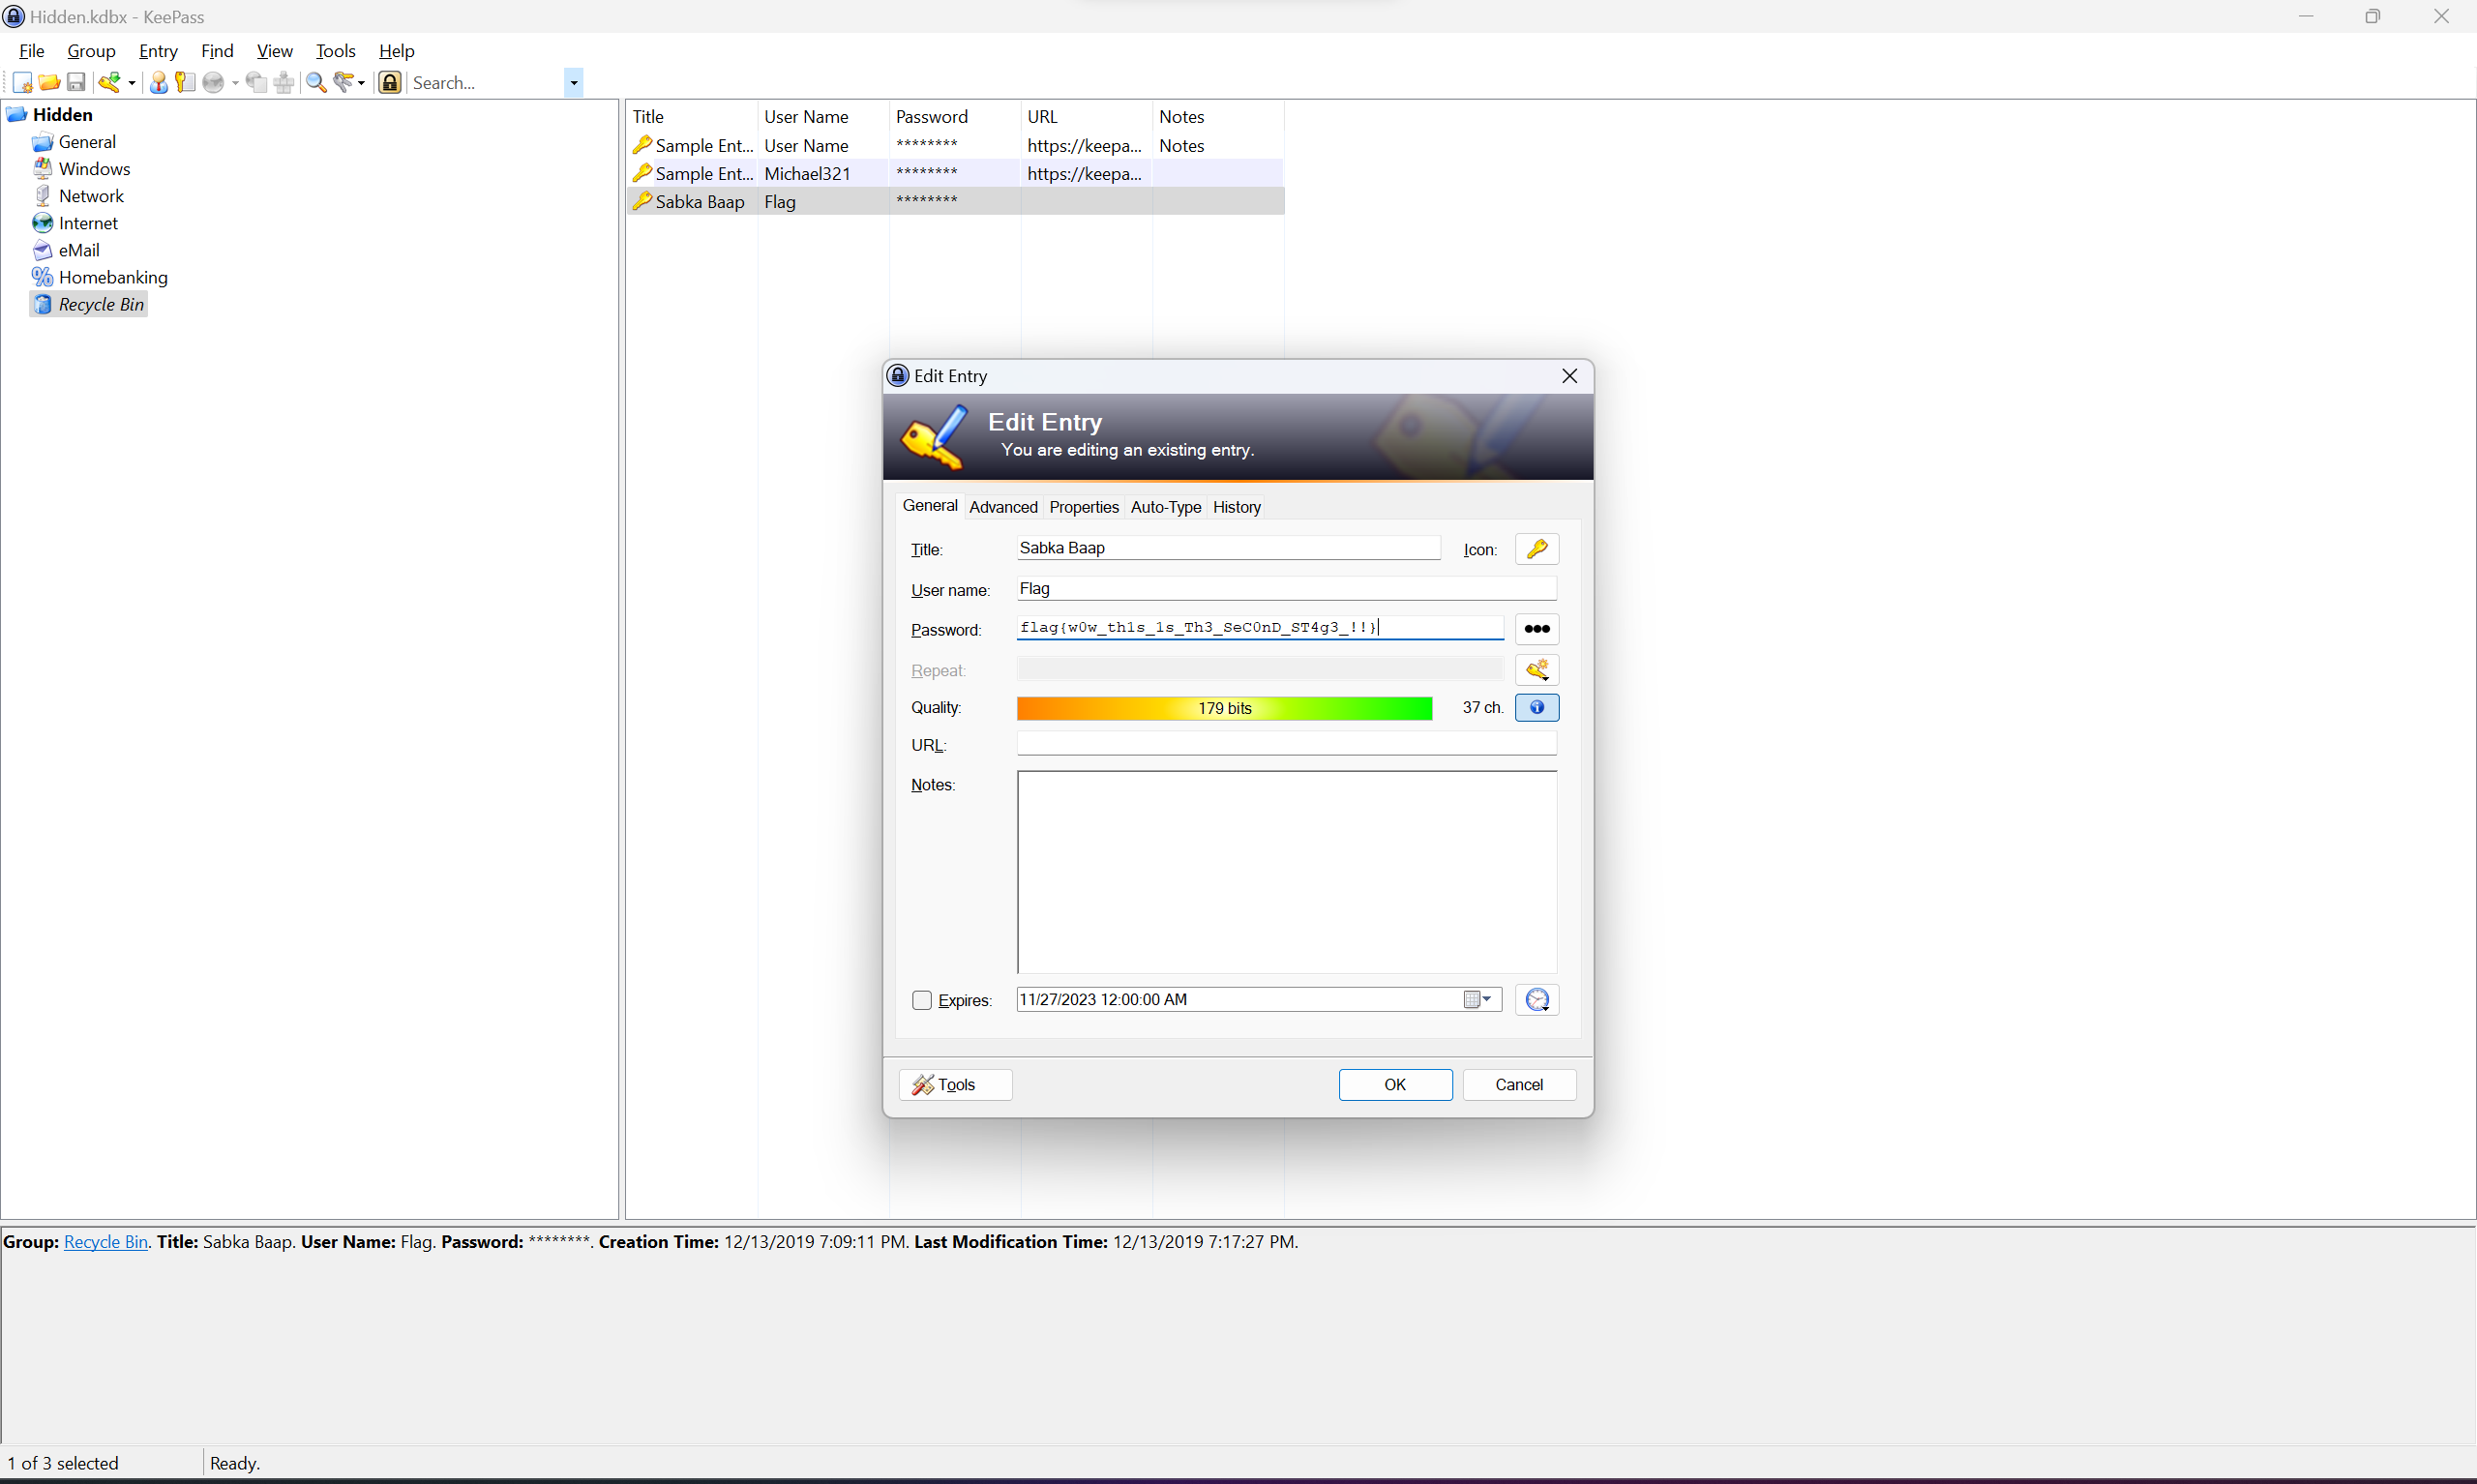 Hidden.kdbx - KeePass
File Group Entry Find View Tools Help
Search...
Hidden
General
Windows
Network
Internet
eMail
Homebanking
Recycle Bin
Title User Name Password URL Notes
Sample Ent... User Name ******** https://keepa... Notes
Sample Ent... Michael321 ******** https://keepa...
Sabka Baap Flag ********
Edit Entry
Edit Entry
You are editing an existing entry.
General Advanced Properties Auto-Type History
Title: Sabka Baap Icon:
User name: Flag
Password: flag{w0w_th1s_1s_Th3_SeC0nD_ST4g3_!!}
Repeat:
Quality: 179 bits 37 ch.
URL:
Notes:
Expires: 11/27/2023 12:00:00 AM
Tools OK Cancel
Group: Recycle Bin. Title: Sabka Baap. User Name: Flag. Password: ********. Creation Time: 12/13/2019 7:09:11 PM. Last Modification Time: 12/13/2019 7:17:27 PM.
1 of 3 selected Ready.